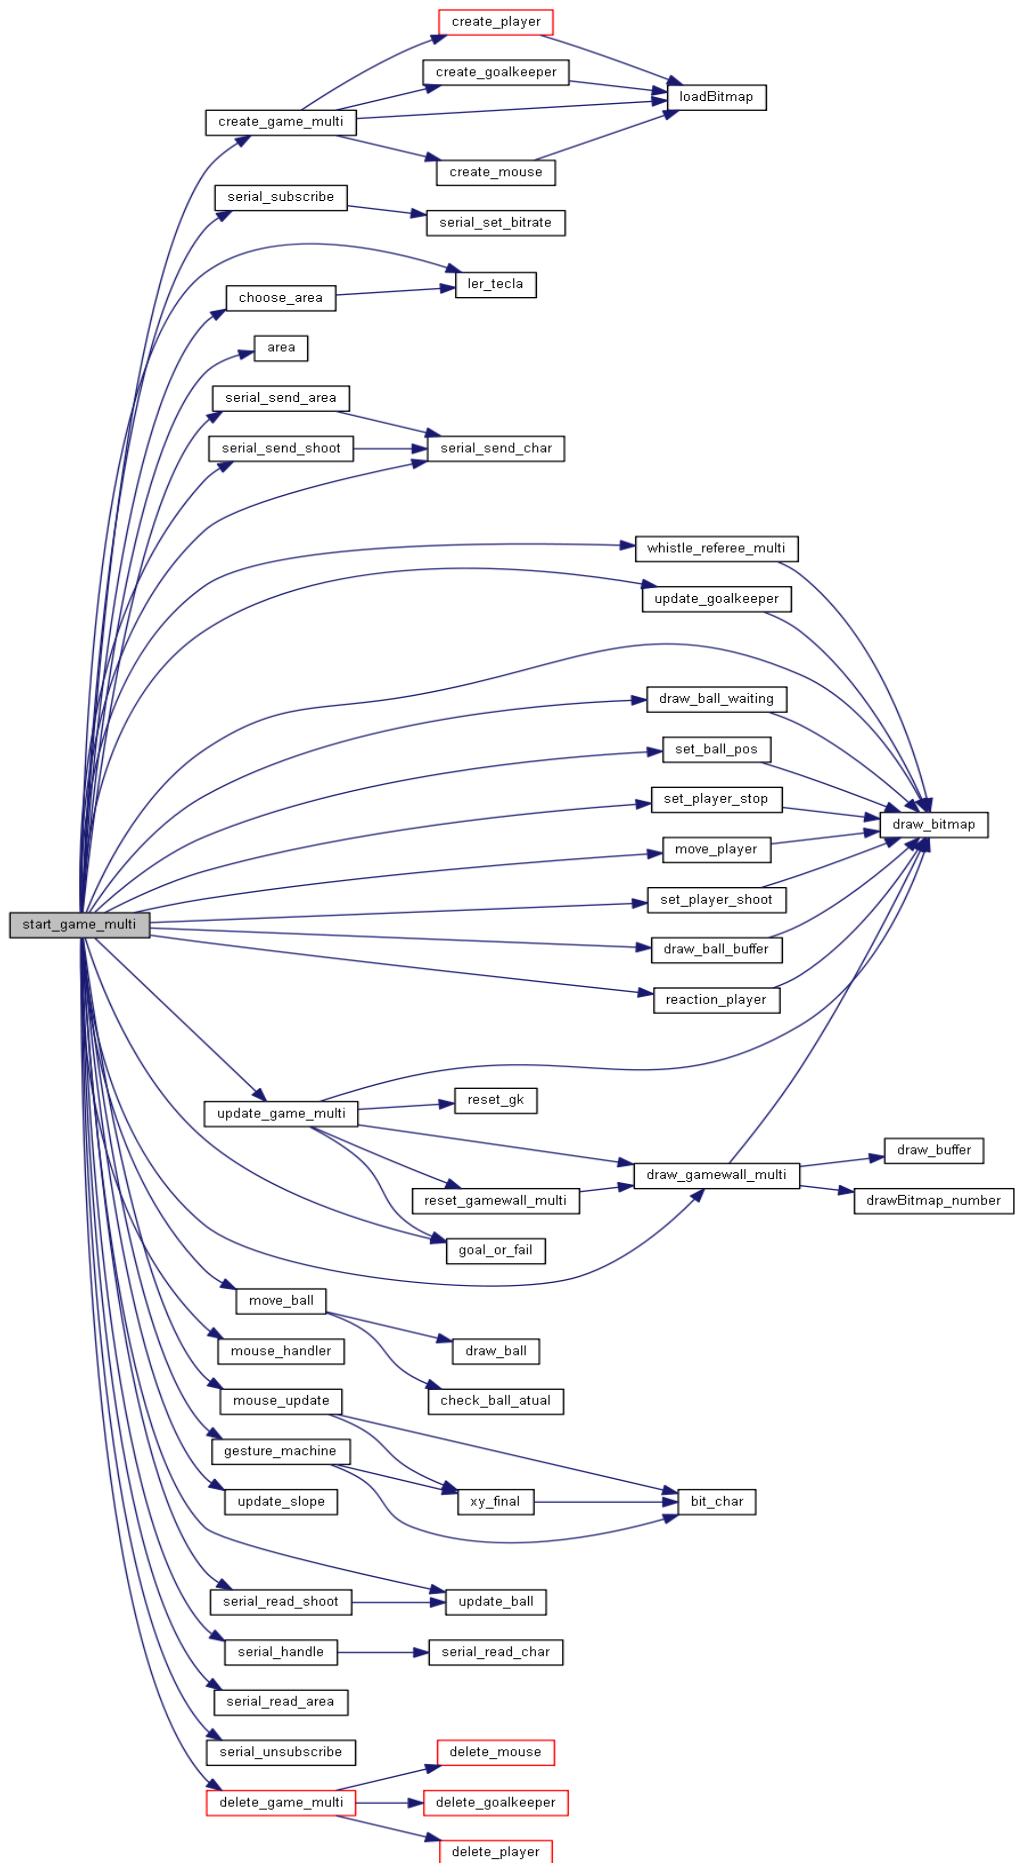 create_player
create_goalkeeper
loadBitmap
create_game_multi
create_mouse
serial_subscribe
serial_set_bitrate
ler_tecla
choose_area
area
serial_send_area
serial_send_shoot
serial_send_char
whistle_referee_multi
update_goalkeeper
draw_ball_waiting
set_ball_pos
set_player_stop
draw_bitmap
move_player
set_player_shoot
start_game_multi
draw_ball_buffer
reaction_player
reset_gk
update_game_multi
draw_buffer
draw_gamewall_multi
reset_gamewall_multi
drawBitmap_number
goal_or_fail
move_ball
mouse_handler
draw_ball
mouse_update
check_ball_atual
gesture_machine
update_slope
xy_final
bit_char
serial_read_shoot
update_ball
serial_handle
serial_read_char
serial_read_area
serial_unsubscribe
delete_mouse
delete_game_multi
delete_goalkeeper
delete_player